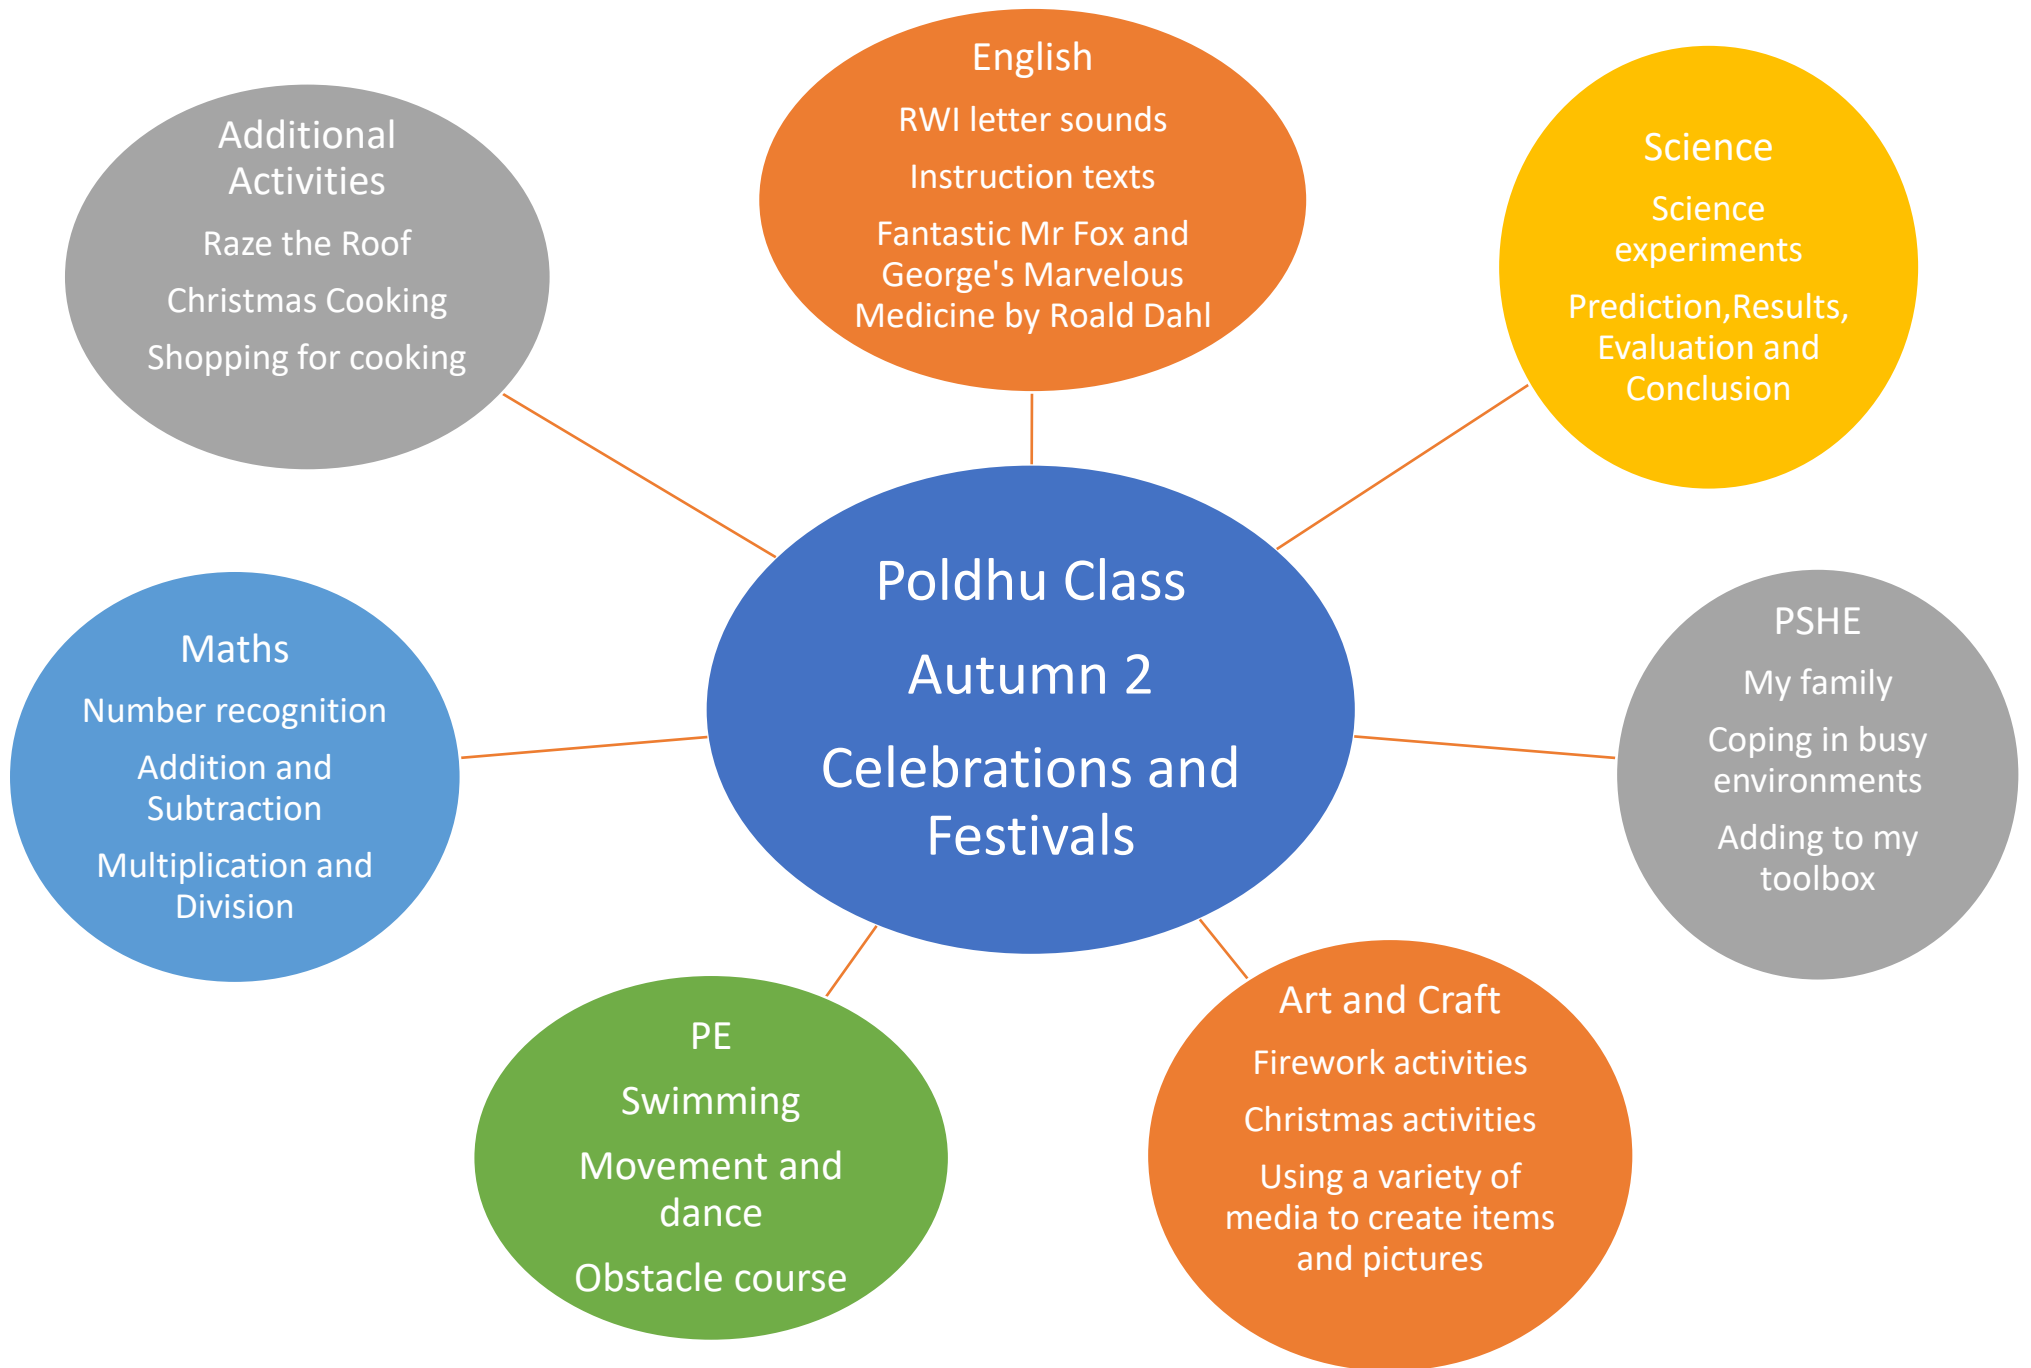 English
RWI letter sounds
Instruction texts
Fantastic Mr Fox and
George's Marvelous
Medicine by Roald Dahl
Science
Science
experiments
Prediction,Results,
Evaluation and
Conclusion
PSHE
My family
Coping in busy
environments
Adding to my
toolbox
Art and Craft
Firework activities
Christmas activities
Using a variety of
media to create items
and pictures
PE
Swimming
Movement and
dance
Obstacle course
Maths
Number recognition
Addition and
Subtraction
Multiplication and
Division
Additional
Activities
Raze the Roof
Christmas Cooking
Shopping for cooking
Poldhu Class
Autumn 2
Celebrations and
Festivals